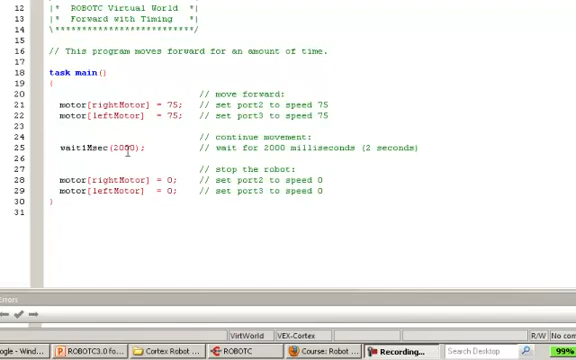 12 |* ROBOTC Virtual World *|
13 |* Forward with Timing *|
14 \*************************/
15
16 // This program moves forward for an amount of time.
17
18 task main()
19 {
20 // move forward:
21 motor[rightMotor] = 75; // set port2 to speed 75
22 motor[leftMotor] = 75; // set port3 to speed 75
23
24 // continue movement:
25 wait1Msec(2000); // wait for 2000 milliseconds (2 seconds)
26
27 // stop the robot:
28 motor[rightMotor] = 0; // set port2 to speed 0
29 motor[leftMotor] = 0; // set port3 to speed 0
30 }
31
Errors
VirtWorld VEX-Cortex R/W No com
ogle - Wind... ROBOTC3.0 fo... Cortex Robot ... ROBOTC Course: Robot ... Recording... Search Desktop 99%